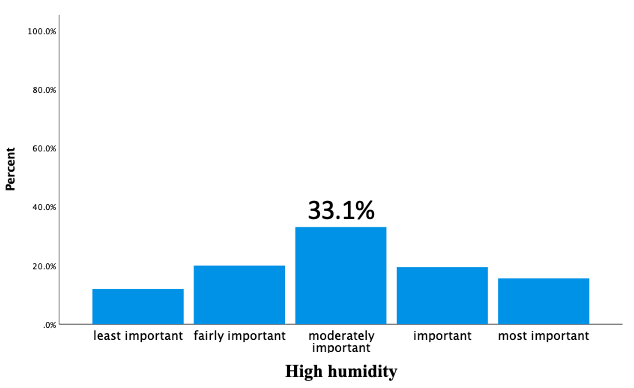 100.0%
80.0%
60.0%
40.0%
20.0%
.0%
Percent
33.1%
least important
fairly important
moderately
important
important
most important
High humidity